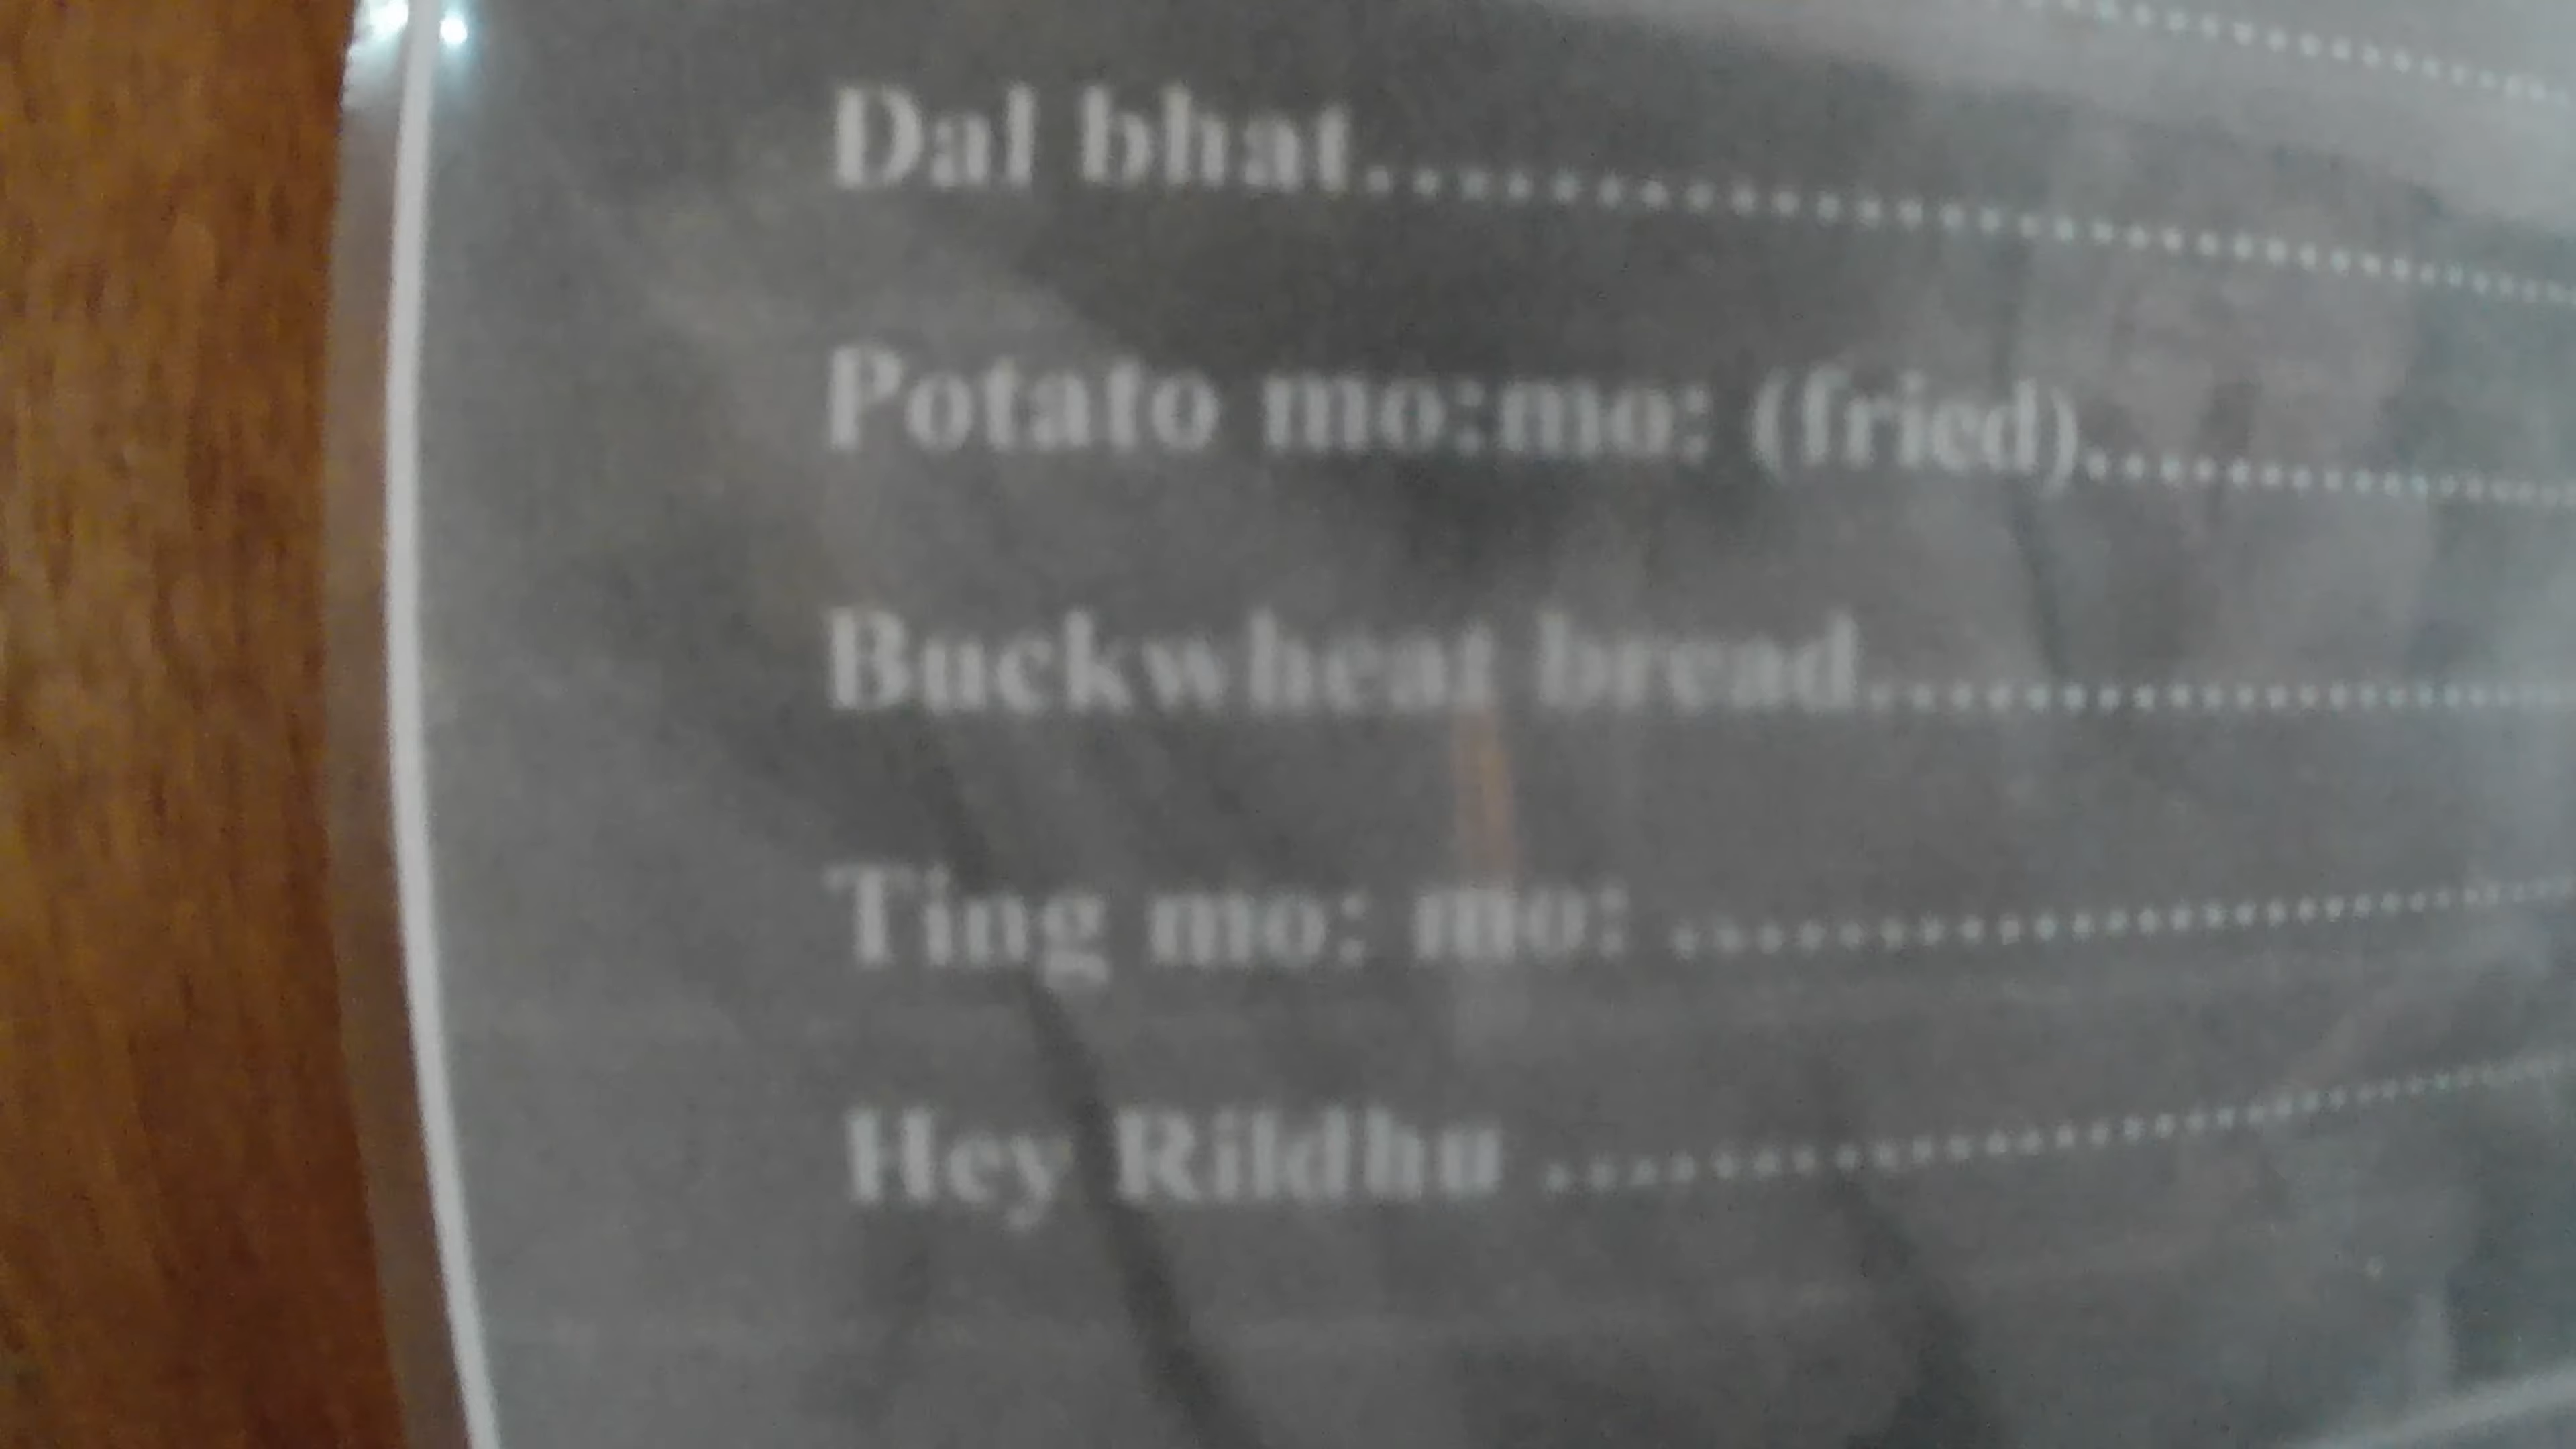 Dal bhat..............................
Potato mo:mo: (fried)..............
Buckwheat bread....................
Ting mo: mo: .........................
Hey Rildhu ............................